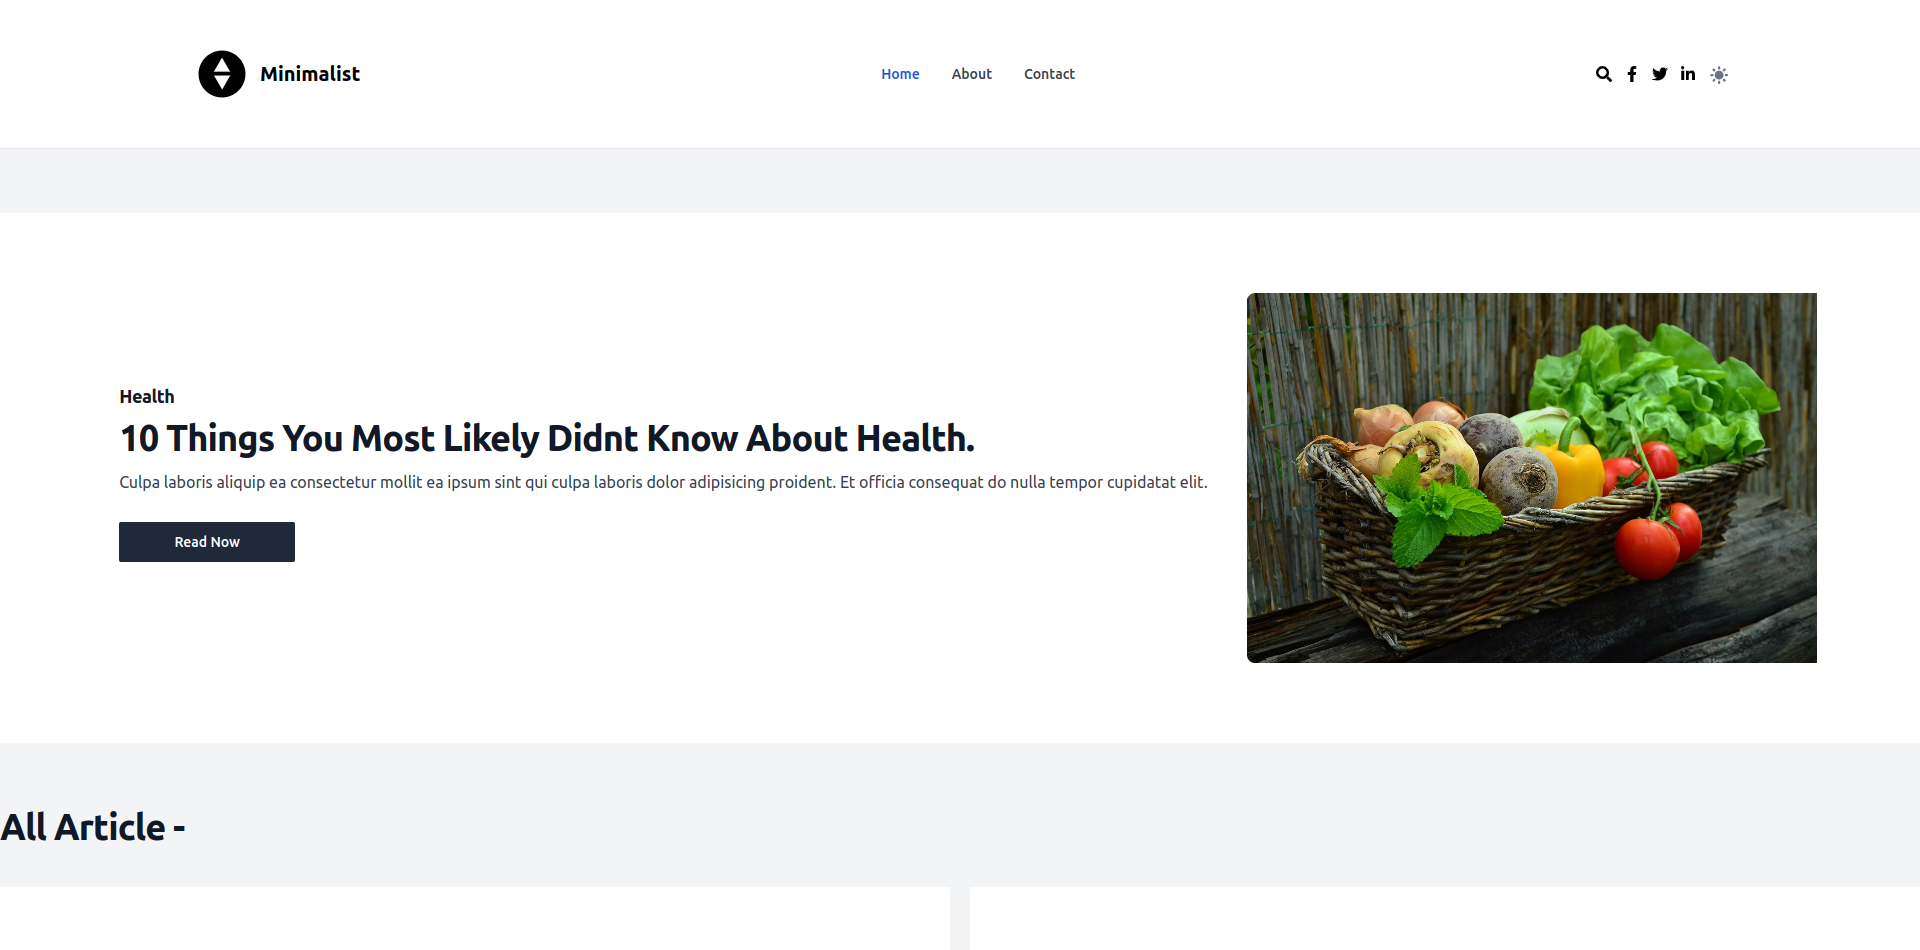 Minimalist
Home About Contact
Health
10 Things You Most Likely Didnt Know About Health.
Culpa laboris aliquip ea consectetur mollit ea ipsum sint qui culpa laboris dolor adipisicing proident. Et officia consequat do nulla tempor cupidatat elit.
Read Now
All Article -